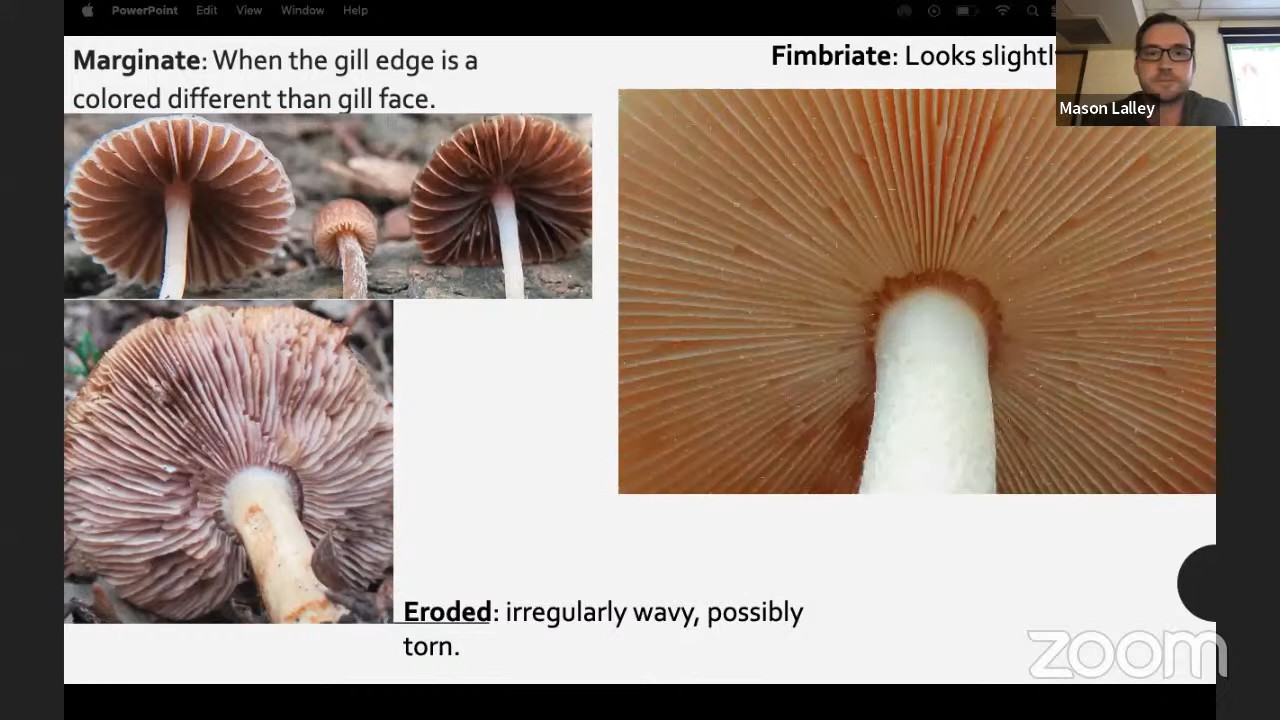 PowerPoint Edit View Window Help
Marginate: When the gill edge is a
colored different than gill face.
Fimbriate: Looks
Mason Lalley
Eroded: irregularly wavy, possibly
torn.
zoom